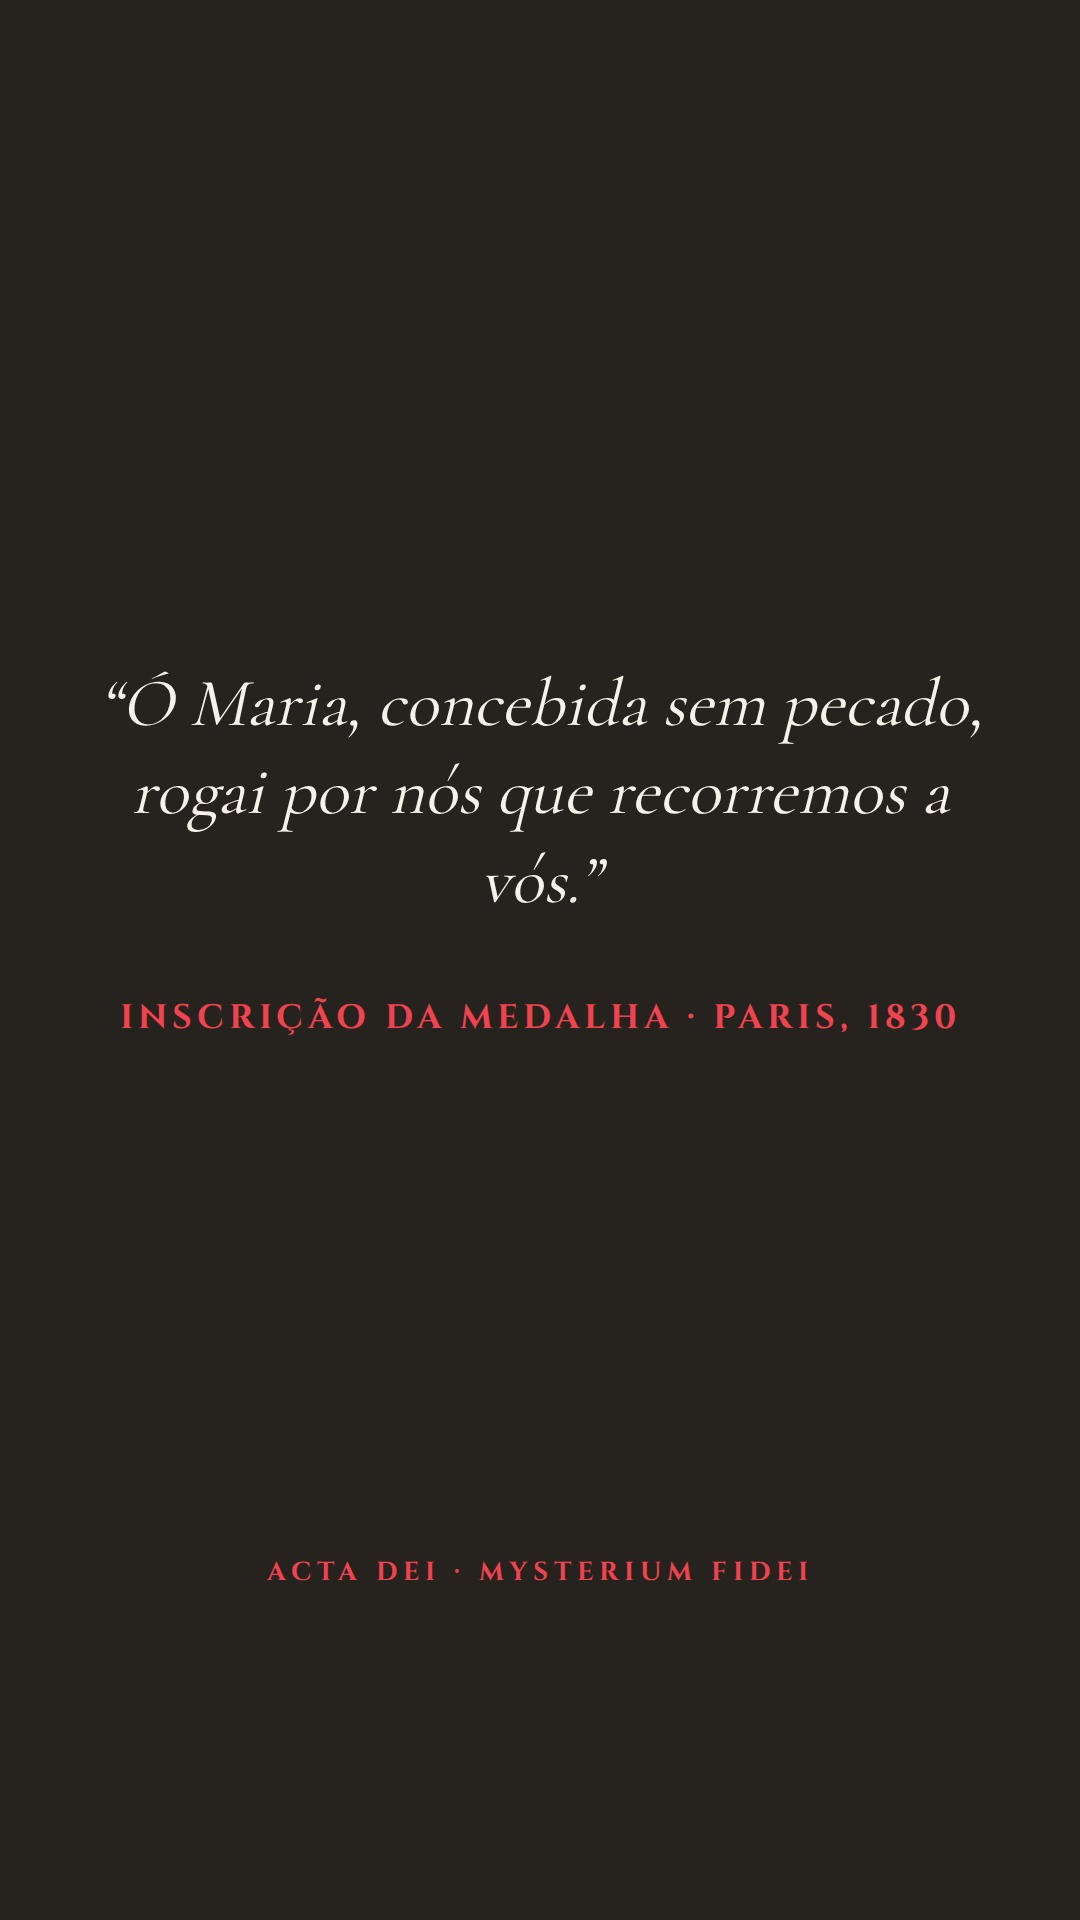 “Ó Maria, concebida sem pecado,
rogai por nós que recorremos a
vós.”
INSCRIÇÃO DA MEDALHA · PARIS, 1830
ACTA DEI · MYSTERIUM FIDEI